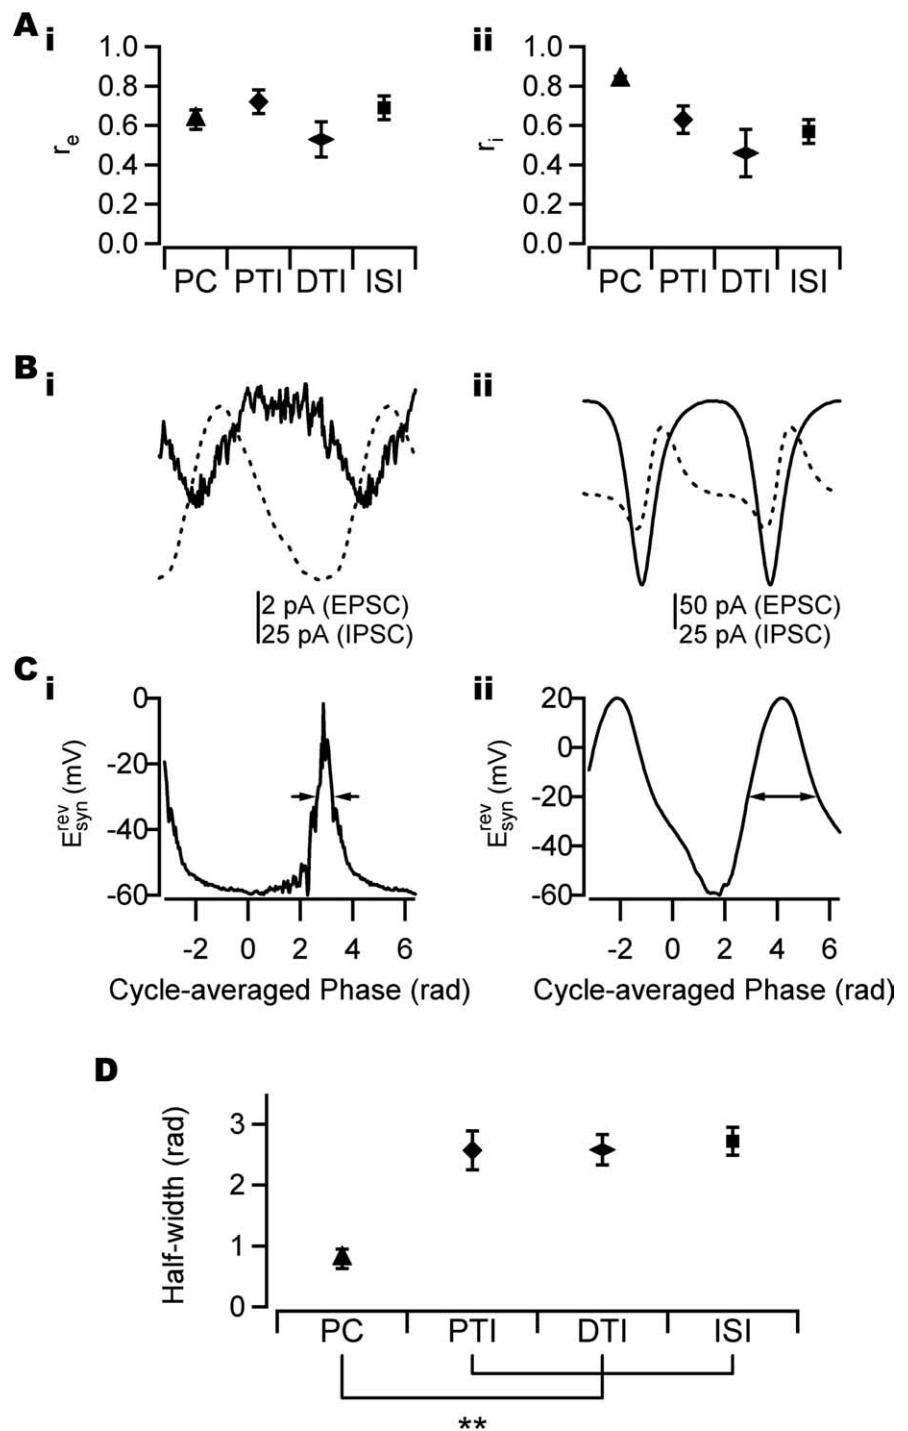 A
i
ii
1.0
0.8
0.6
0.4
0.2
0.0
re
PC PTI DTI ISI
1.0
0.8
0.6
0.4
0.2
0.0
ri
PC PTI DTI ISI
B
i
ii
2 pA (EPSC)
25 pA (IPSC)
50 pA (EPSC)
25 pA (IPSC)
C
i
ii
0
-20
-40
-60
E rev syn (mV)
-2 0 2 4 6
Cycle-averaged Phase (rad)
20
0
-20
-40
-60
E rev syn (mV)
-2 0 2 4 6
Cycle-averaged Phase (rad)
D
3
2
1
0
Half-width (rad)
PC PTI DTI ISI
**